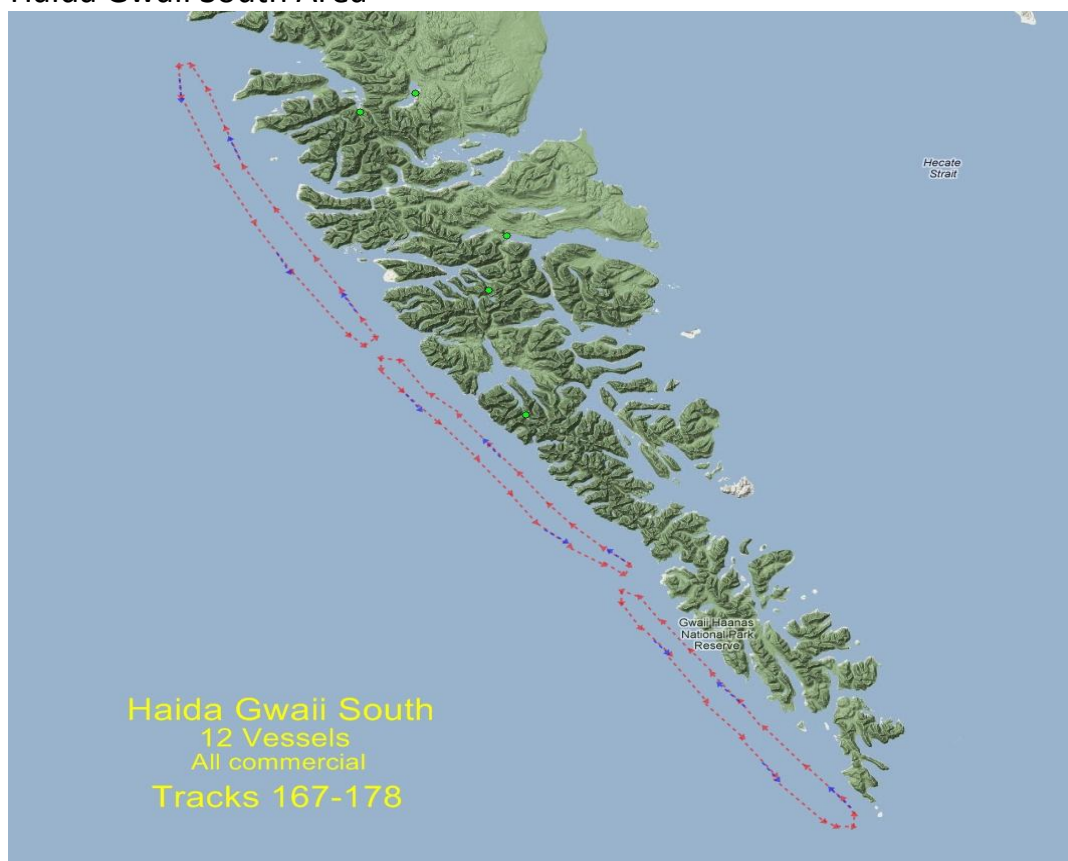 Haida Gwaii South Area
Hecate
Strait
Gwaii Haanas
National Park
Reserve
Haida Gwaii South
12 Vessels
All commercial
Tracks 167-178